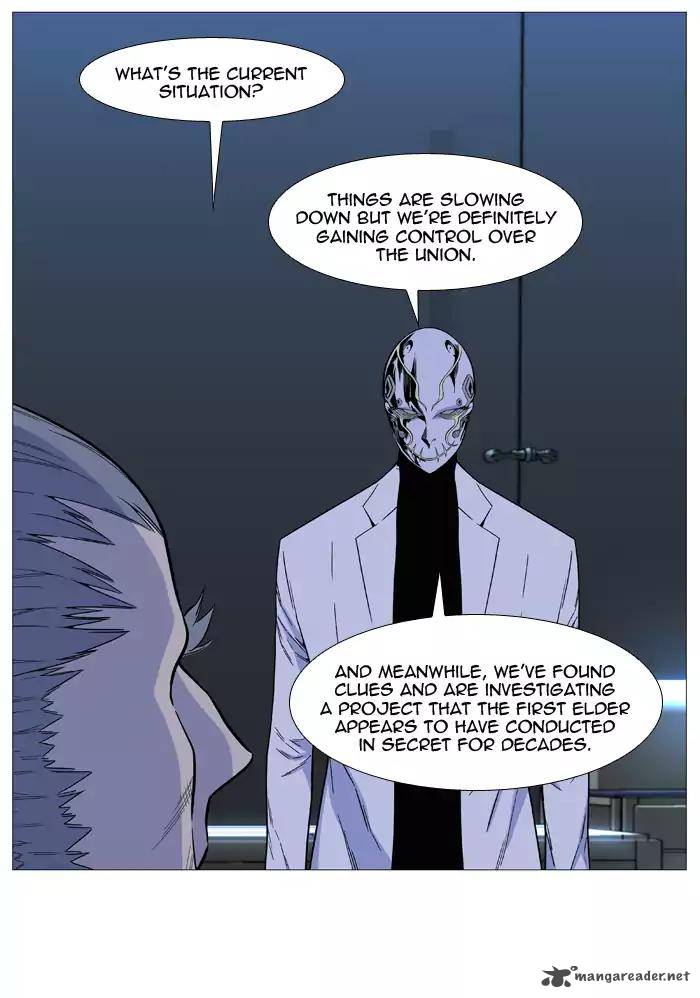 WHAT'S THE CURRENT
SITUATION?
THINGS ARE SLOWING
DOWN BUT WE'RE DEFINITELY
GAINING CONTROL OVER
THE UNION.
AND MEANWHILE, WE'VE FOUND
CLUES AND ARE INVESTIGATING
A PROJECT THAT THE FIRST ELDER
APPEARS TO HAVE CONDUCTED
IN SECRET FOR DECADES.
mangareader.net